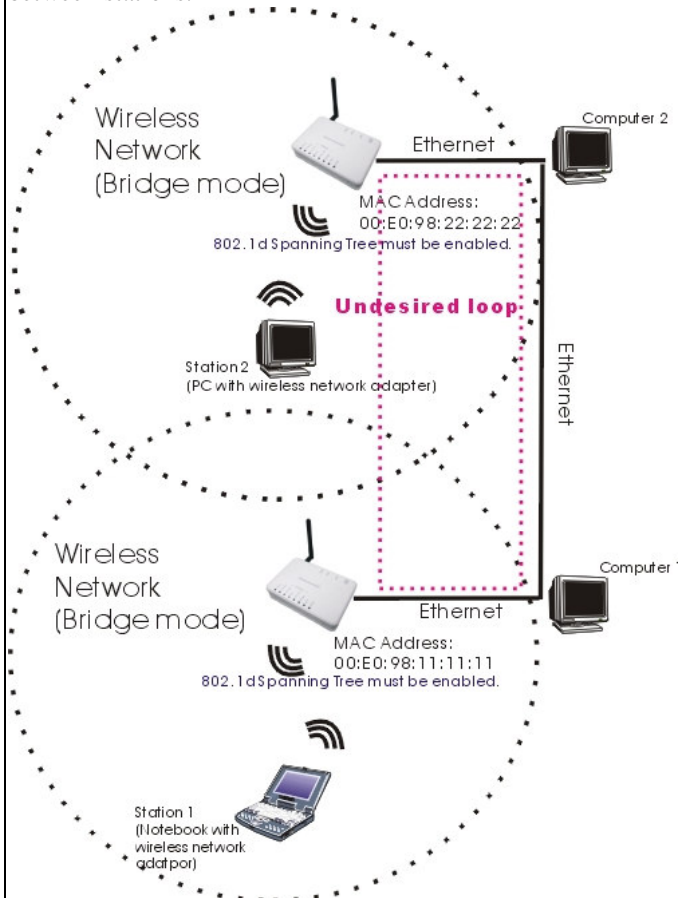 Wireless
Network
(Bridge mode)
Ethernet
Computer 2
MAC Address:
00:E0:98:22:22:22
802.1d Spanning Tree must be enabled.
Undesired loop
Station 2
(PC with wireless network adapter)
Ethernet
Wireless
Network
(Bridge mode)
Computer 1
Ethernet
MAC Address:
00:E0:98:11:11:11
802.1d Spanning Tree must be enabled.
Station 1
(Notebook with
wireless network
adatpor)